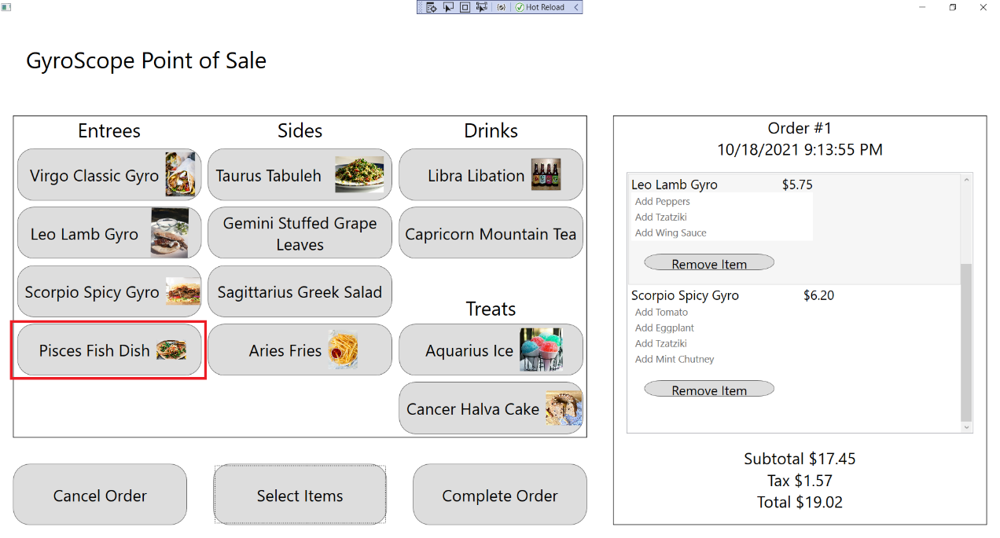 Hot Reload
GyroScope Point of Sale
Entrees
Virgo Classic Gyro
Leo Lamb Gyro
Scorpio Spicy Gyro
Pisces Fish Dish
Sides
Taurus Tabuleh
Gemini Stuffed Grape
Leaves
Sagittarius Greek Salad
Aries Fries
Drinks
Libra Libation
Capricorn Mountain Tea
Treats
Aquarius Ice
Cancer Halva Cake
Cancel Order
Select Items
Complete Order
Order #1
10/18/2021 9:13:55 PM
Leo Lamb Gyro $5.75
Add Peppers
Add Tzatziki
Add Wing Sauce
Remove Item
Scorpio Spicy Gyro $6.20
Add Tomato
Add Eggplant
Add Tzatziki
Add Mint Chutney
Remove Item
Subtotal $17.45
Tax $1.57
Total $19.02